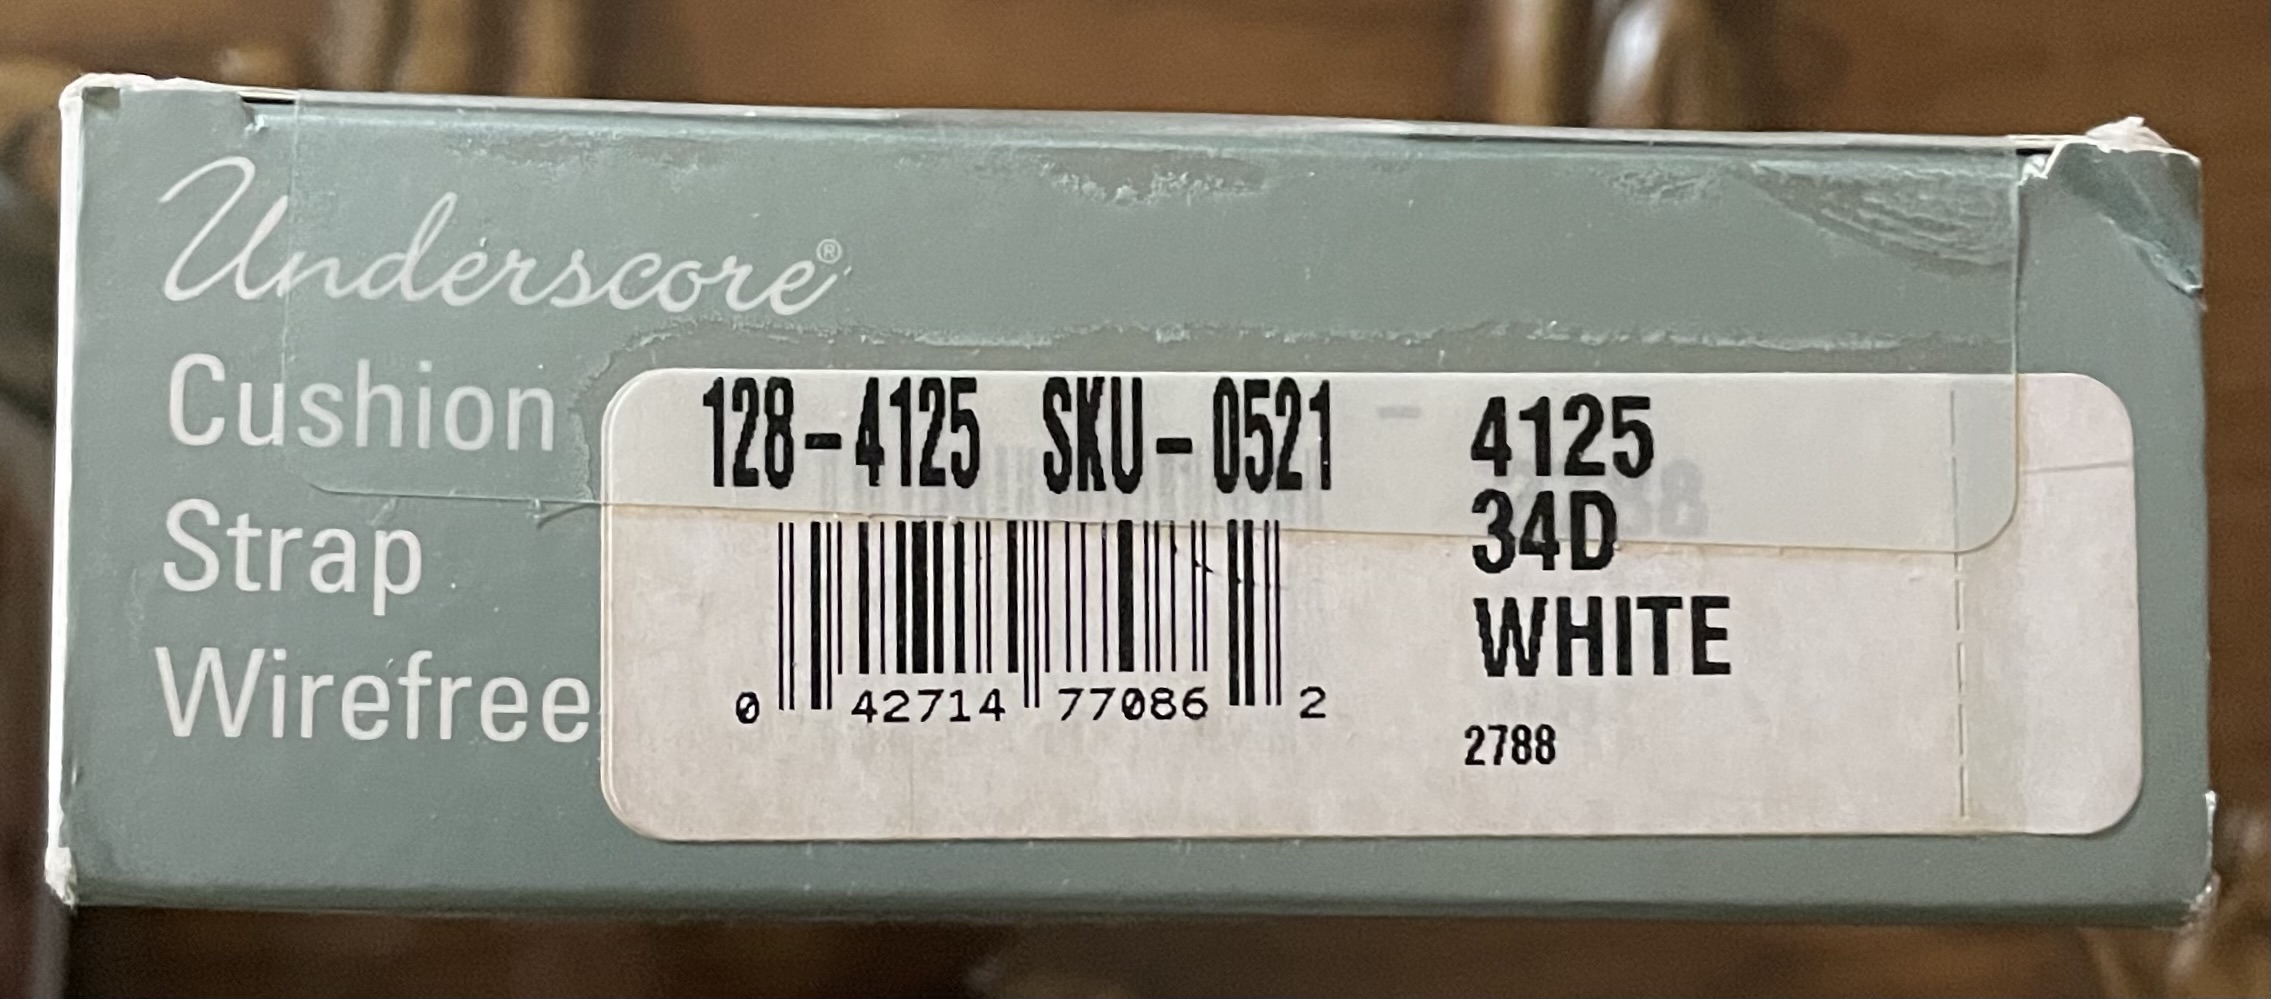 Underscore®
Cushion
Strap
Wirefree
128-4125 SKU-0521
0 42714 77086 2
4125
34D
WHITE
2788